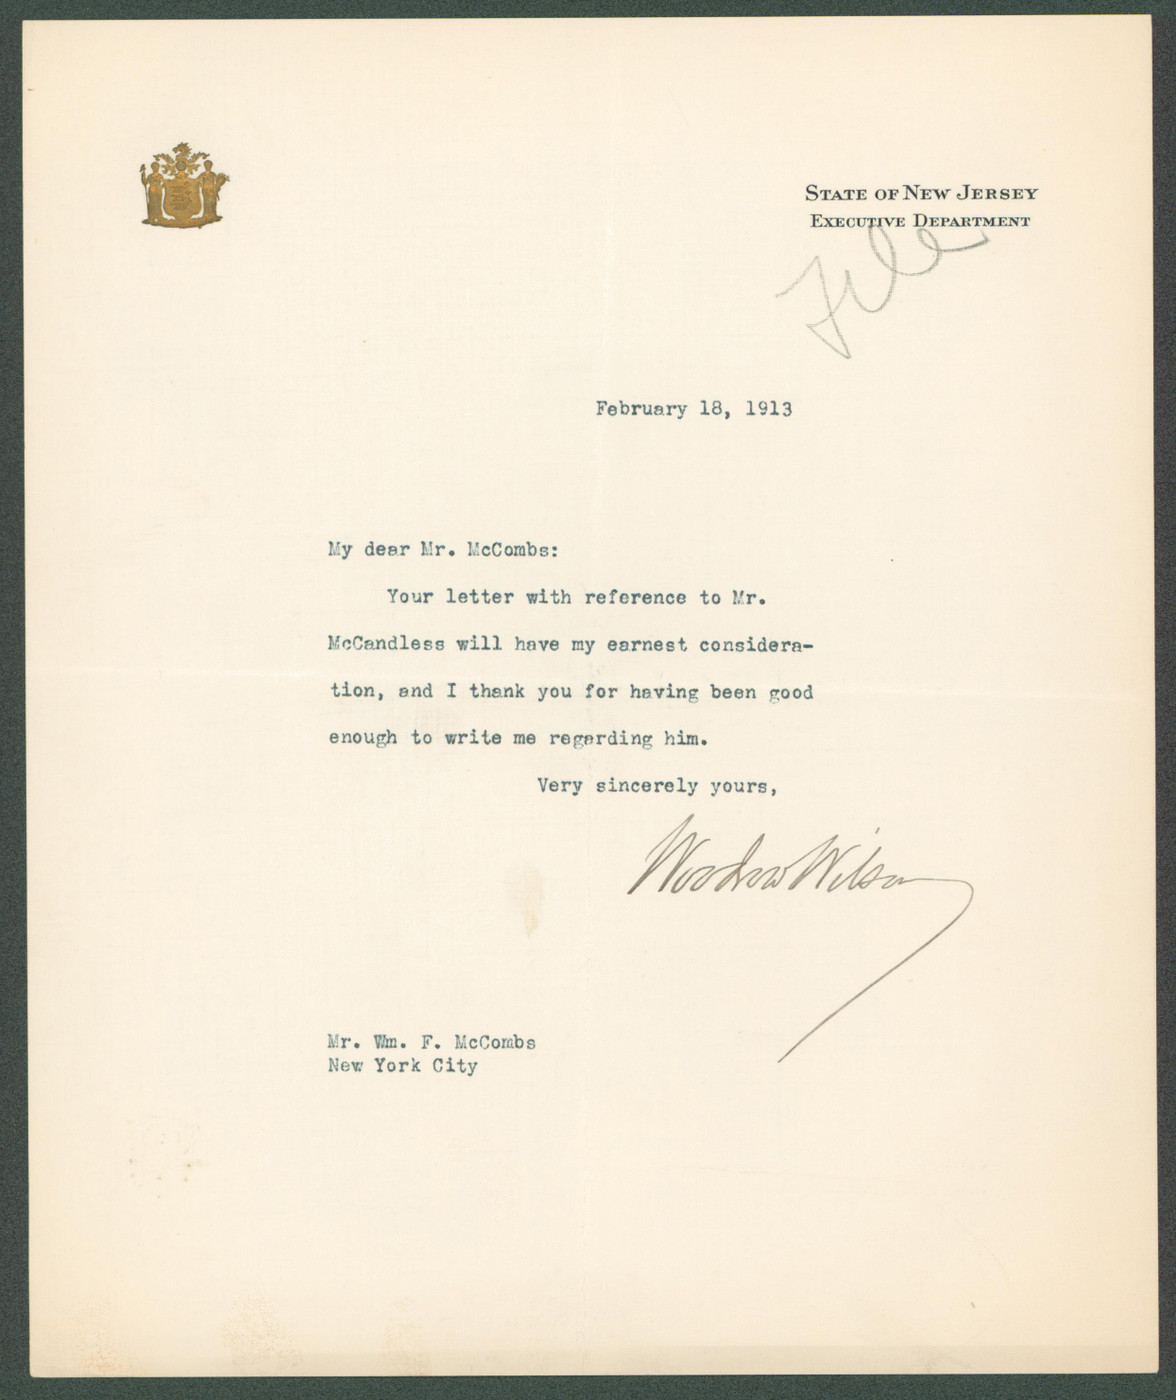 STATE OF NEW JERSEY
EXECUTIVE DEPARTMENT
File
February 18, 1913
My dear Mr. McCombs:
Your letter with reference to Mr.
McCandless will have my earnest considera-
tion, and I thank you for having been good
enough to write me regarding him.
Very sincerely yours,
Woodrow Wilson
Mr. Wm. F. McCombs
New York City